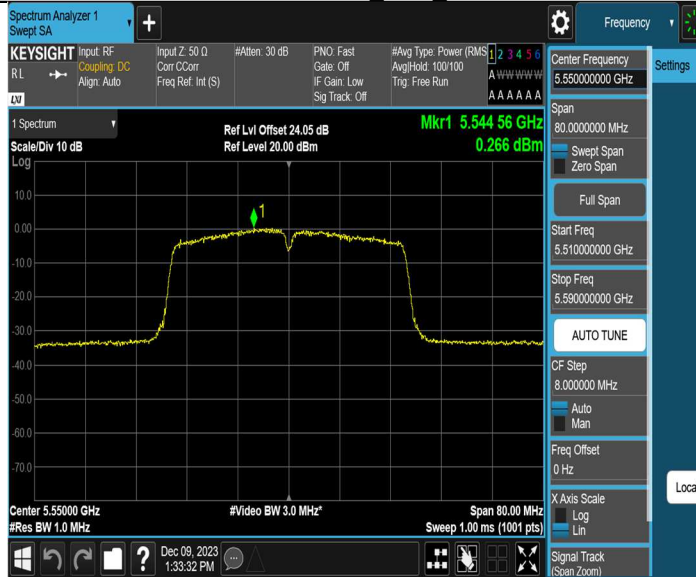 Spectrum Analyzer 1
Swept SA
Frequency
KEYSIGHT
RL
LXI
Input: RF
Coupling: DC
Align: Auto
Input Z: 50 Ω
Corr CCorr
Freq Ref: Int (S)
#Atten: 30 dB
PNO: Fast
Gate: Off
IF Gain: Low
Sig Track: Off
#Avg Type: Power (RMS
Avg|Hold: 100/100
Trig: Free Run
1 2 3 4 5 6
A W W W W W
A A A A A A
1 Spectrum
Scale/Div 10 dB
Ref Lvl Offset 24.05 dB
Ref Level 20.00 dBm
Mkr1 5.544 56 GHz
0.266 dBm
Log
10.0
0.00
-10.0
-20.0
-30.0
-40.0
-50.0
-60.0
-70.0
1
Center 5.55000 GHz
#Res BW 1.0 MHz
#Video BW 3.0 MHz*
Span 80.00 MHz
Sweep 1.00 ms (1001 pts)
Dec 09, 2023
1:33:32 PM
Center Frequency
5.550000000 GHz
Span
80.0000000 MHz
Swept Span
Zero Span
Full Span
Start Freq
5.510000000 GHz
Stop Freq
5.590000000 GHz
AUTO TUNE
CF Step
8.000000 MHz
Auto
Man
Freq Offset
0 Hz
X Axis Scale
Log
Lin
Signal Track
(Span Zoom)
Settings
Loca